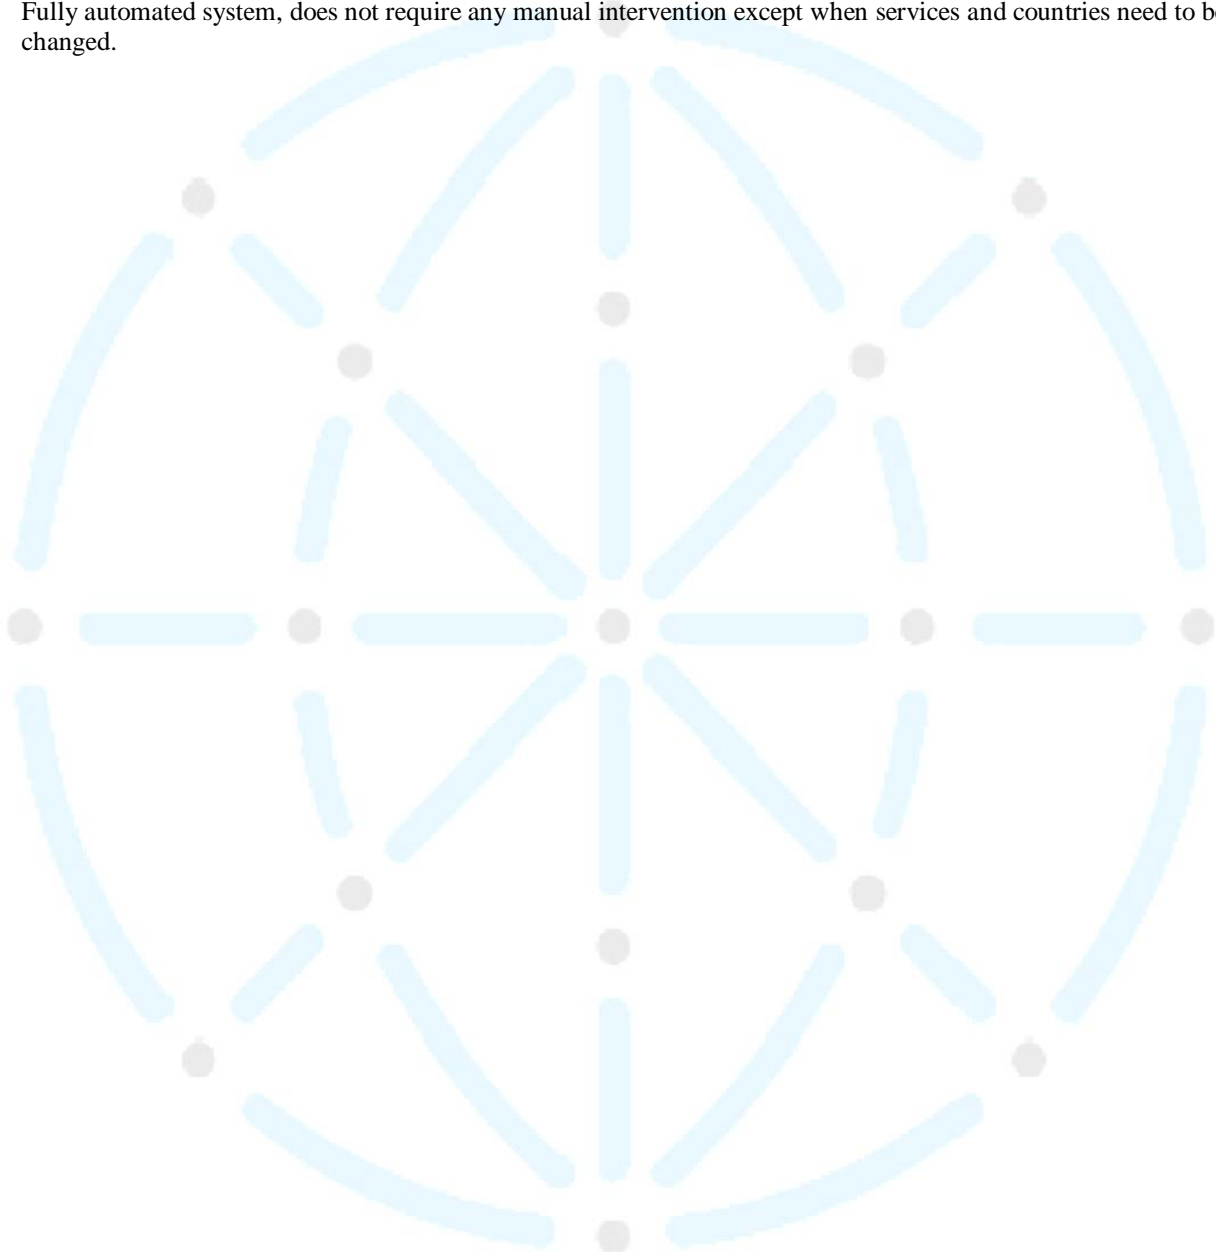 Fully automated system, does not require any manual intervention except when services and countries need to be
changed.